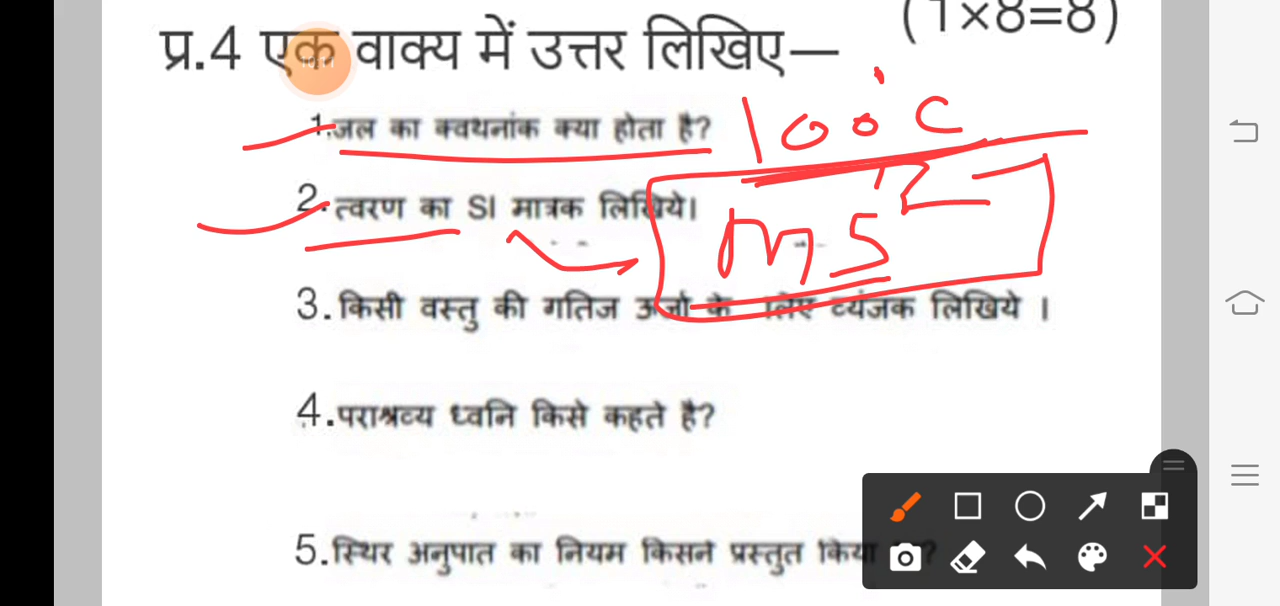 (1×8=8)
प्र.4 एक वाक्य में उत्तर लिखिए—
1.जल का क्वथनांक क्या होता है? 100°C
2.त्वरण का SI मात्रक लिखिये। ms⁻²
3.किसी वस्तु की गतिज ऊर्जा के लिए व्यंजक लिखिये ।
4.पराश्रव्य ध्वनि किसे कहते है?
5.स्थिर अनुपात का नियम किसने प्रस्तुत किया ?